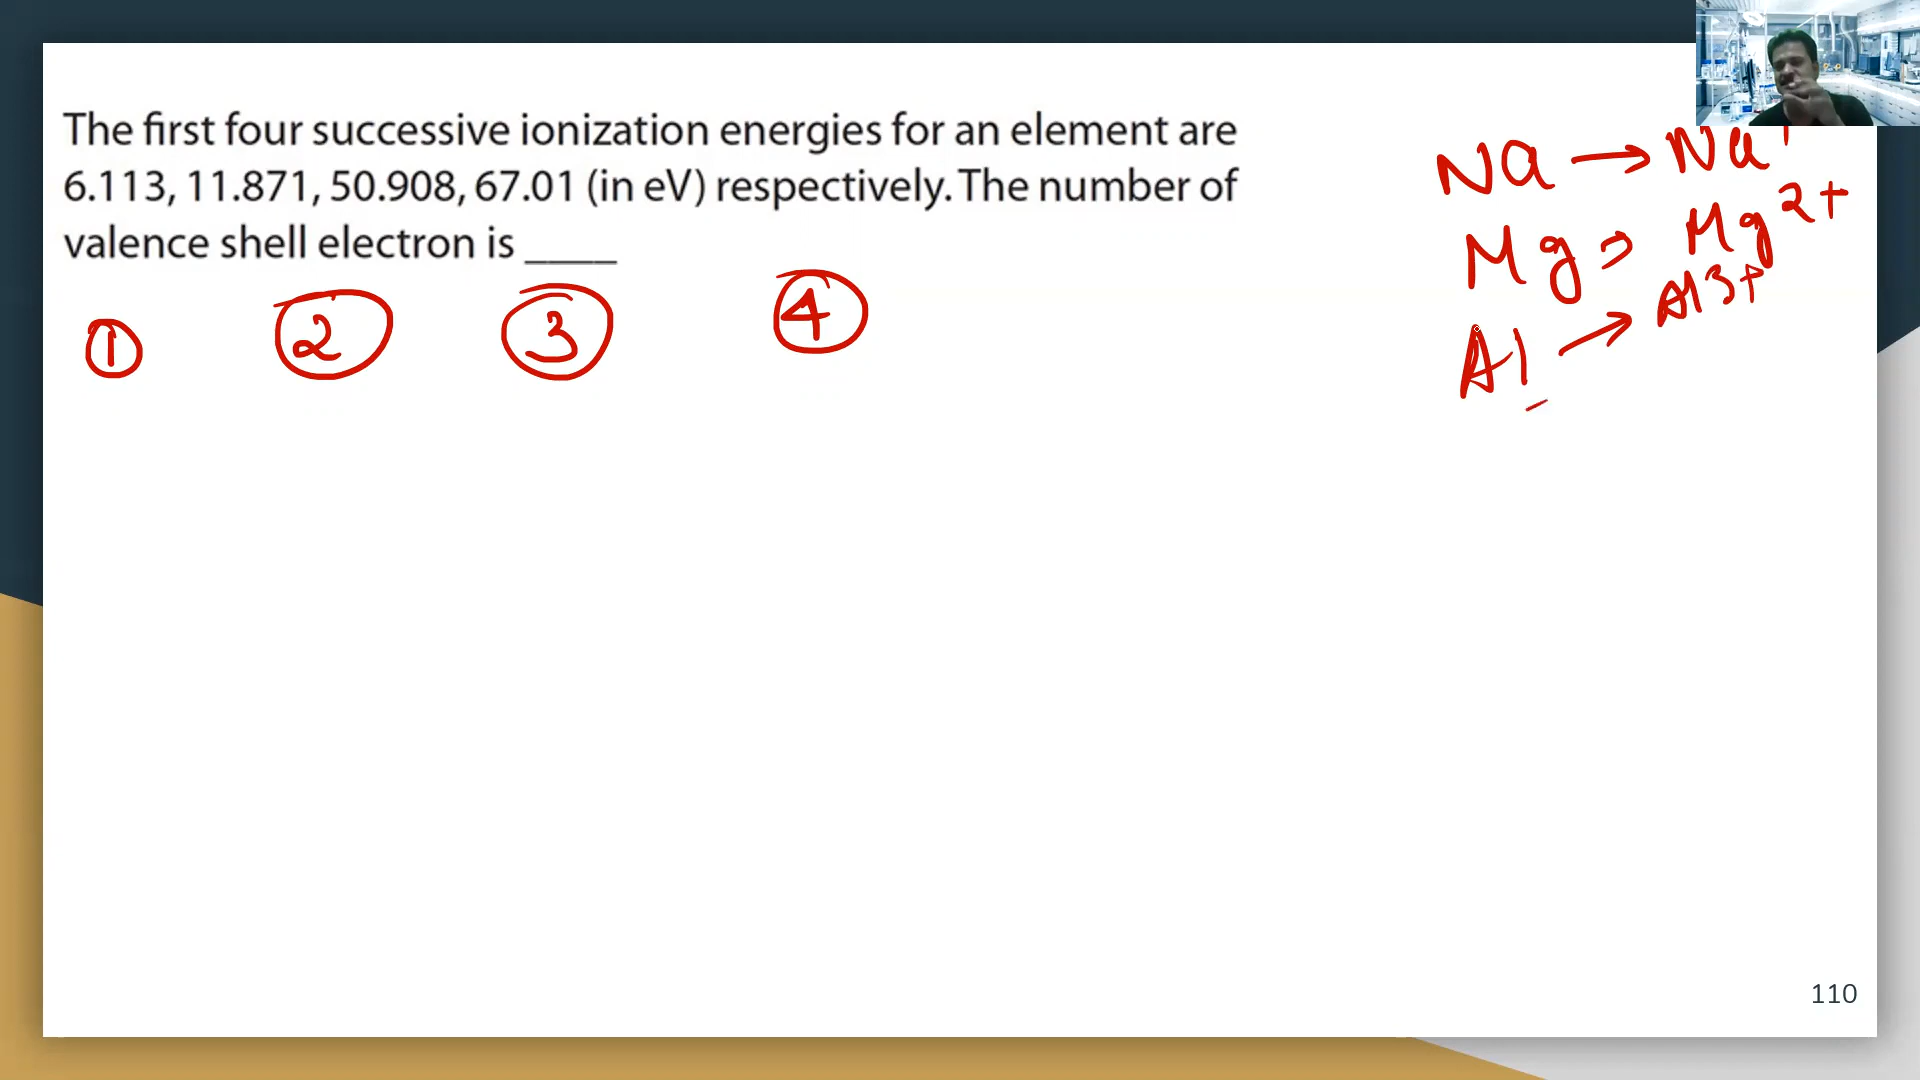 The first four successive ionization energies for an element are
6.113, 11.871, 50.908, 67.01 (in eV) respectively. The number of
valence shell electron is ____
① ② ③ ④
Na → Na+
Mg → Mg2+
Al → Al3+
110